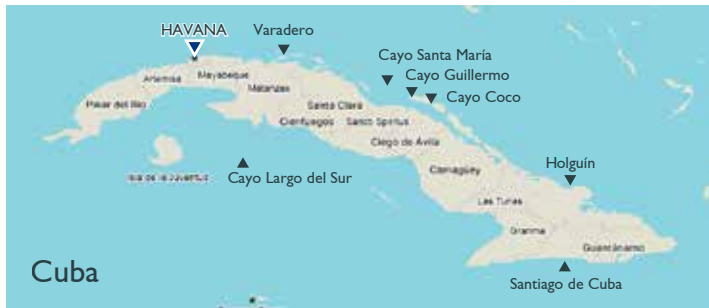 HAVANA
Varadero
Cayo Santa María
Cayo Guillermo
Cayo Coco
Artemisa
Mayabeque
Matanzas
Pinar del Río
Santa Clara
Cienfuegos
Sancti Spíritus
Ciego de Ávila
Holguín
Camagüey
Isla de la Juventud
Cayo Largo del Sur
Las Tunas
Granma
Guantánamo
Cuba
Santiago de Cuba